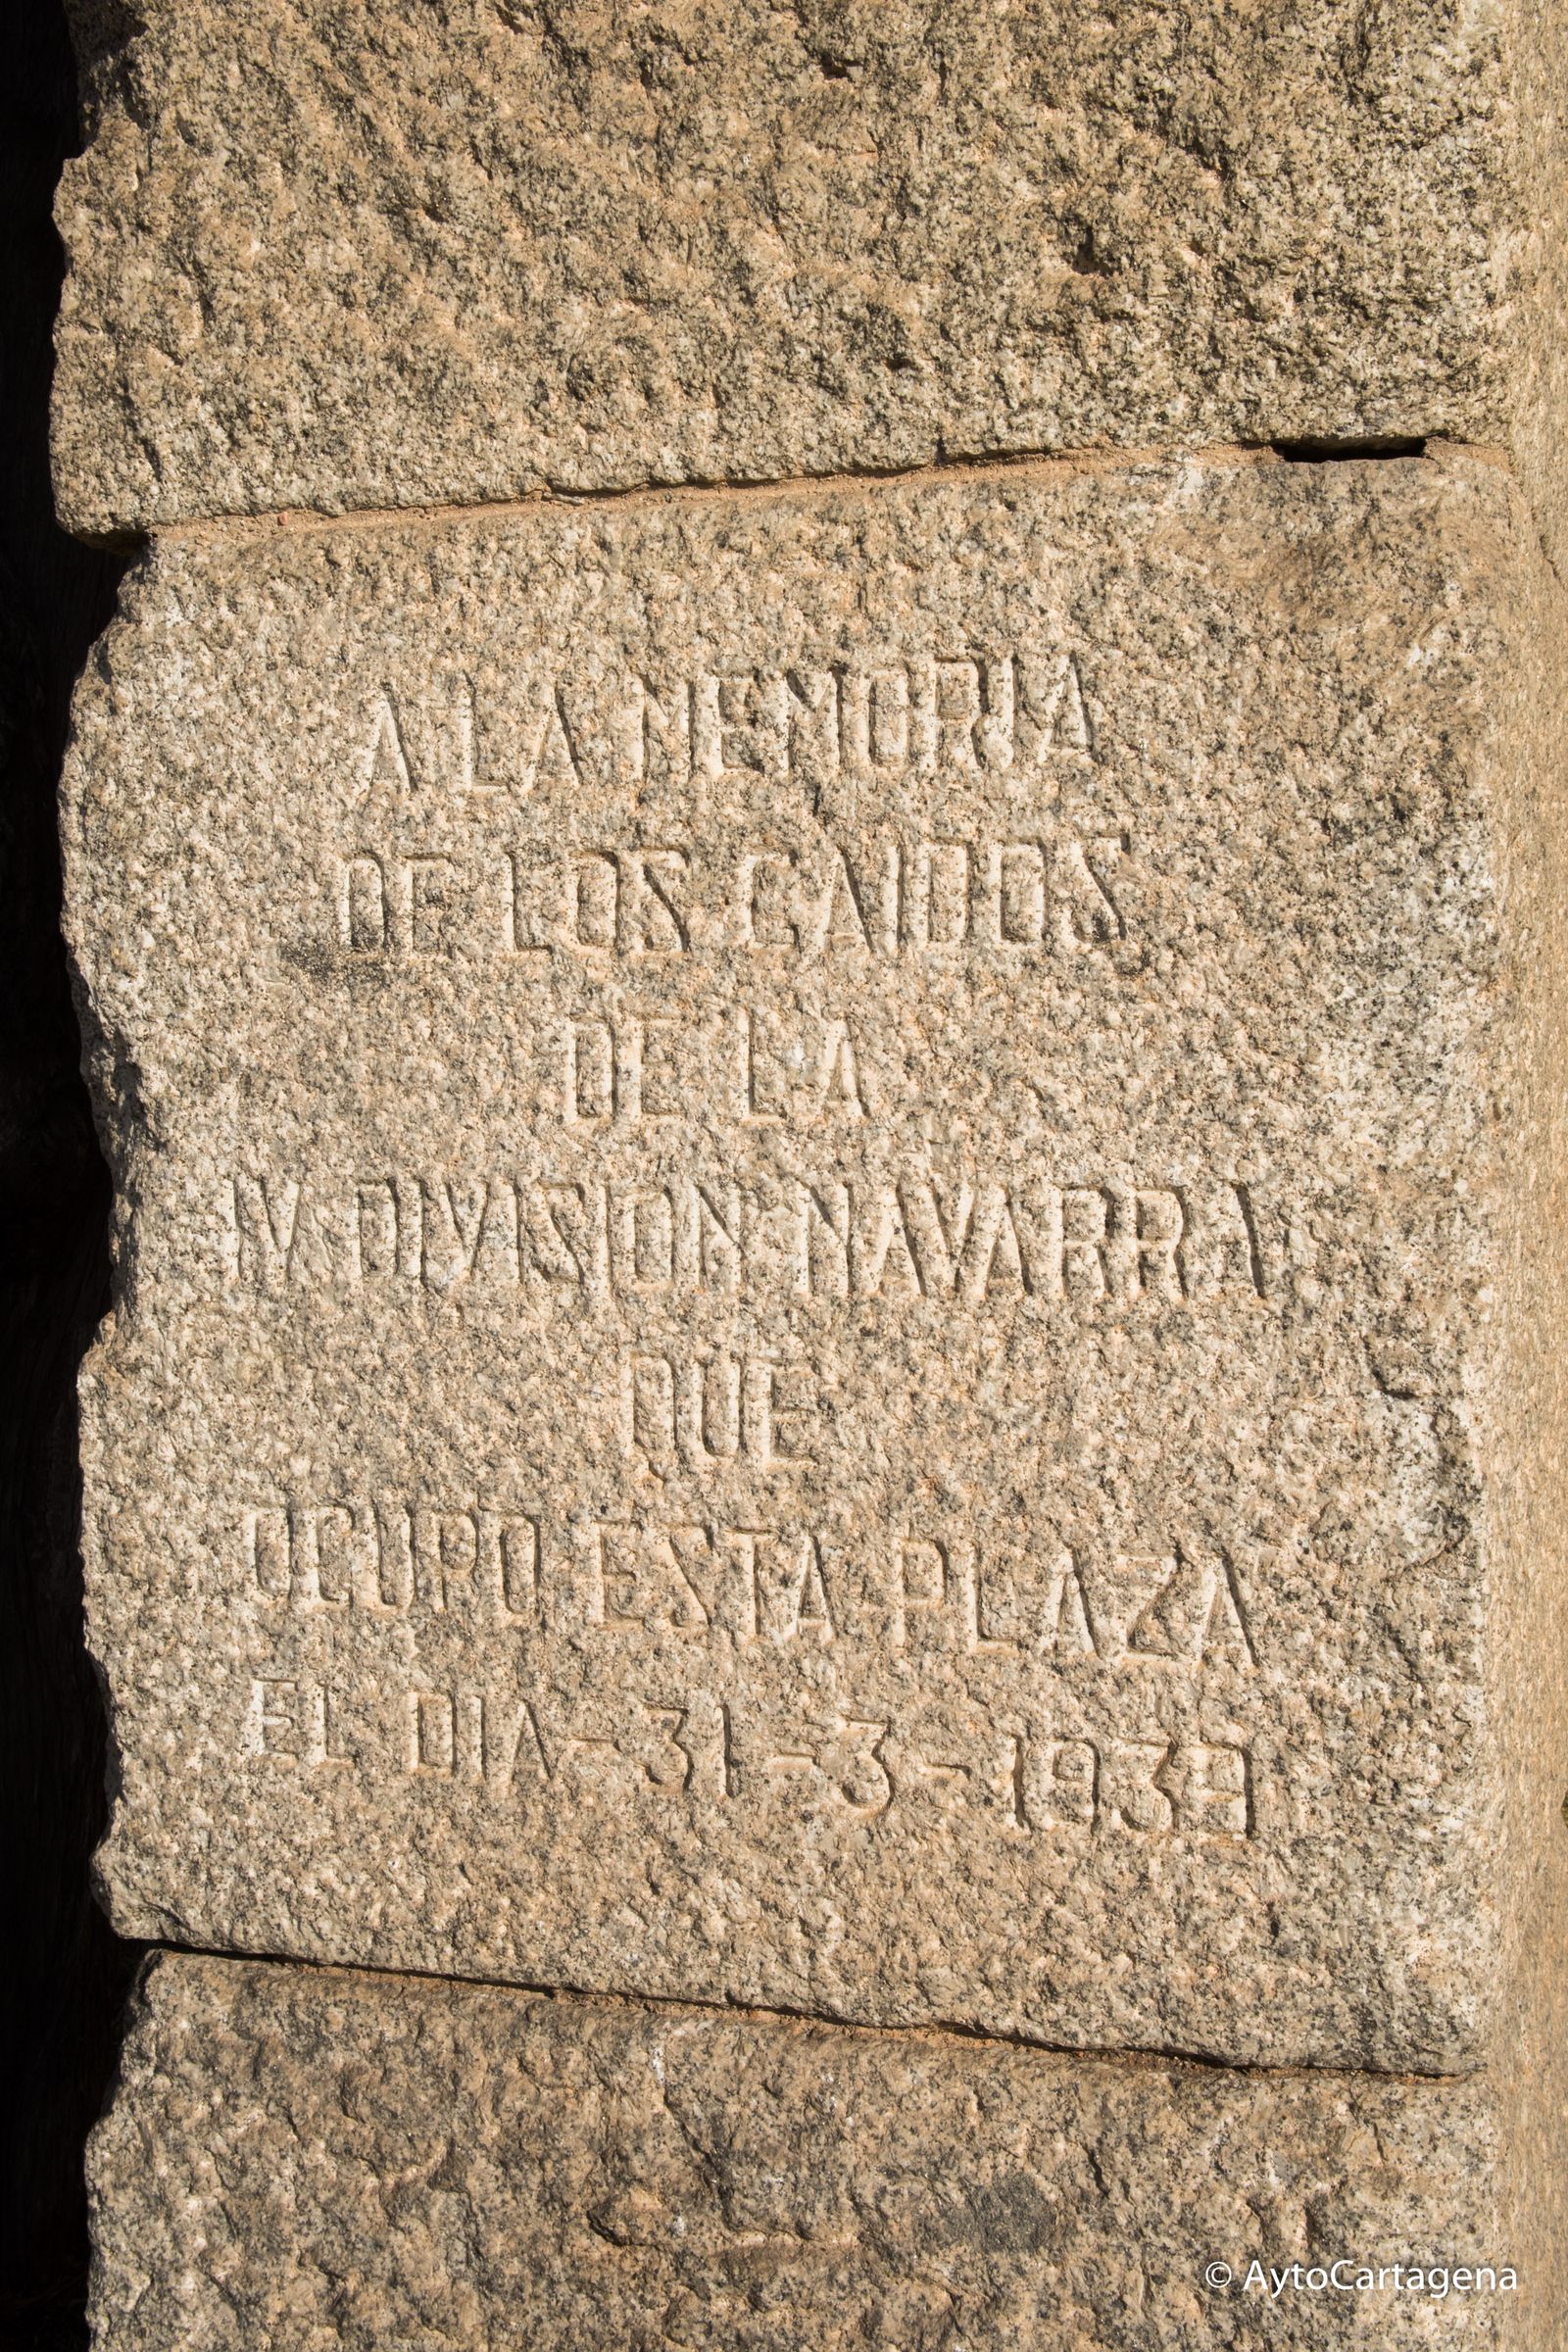 A LA MEMORIA
DE LOS CAIDOS
DE LA
IV DIVISION NAVARRA
QUE
OCUPO ESTA PLAZA
EL DIA-31-3-1939
© AytoCartagena